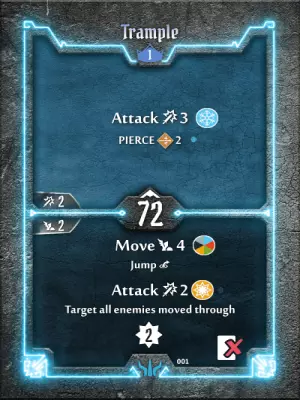 Trample
1
Attack 3
PIERCE 2
2
72
2
Move 4
Jump
Attack 2
Target all enemies moved through
2
001